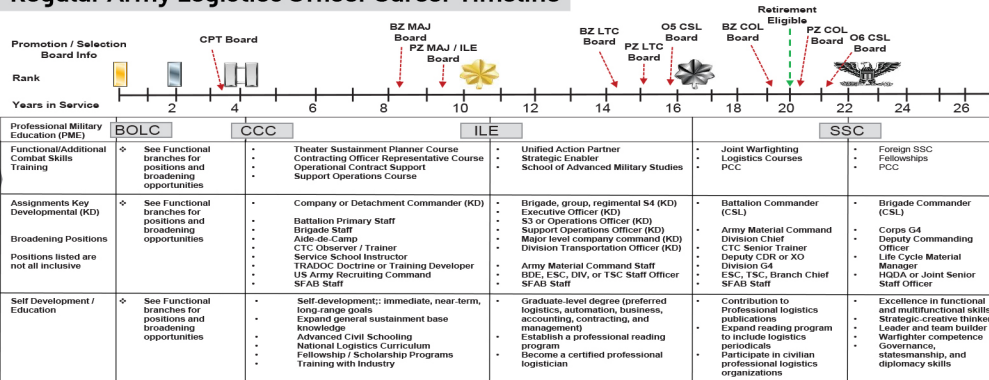 Regular Army Logistics Officer Career Timeline
Promotion / Selection
Board Info
CPT Board
BZ MAJ
Board
PZ MAJ / ILE
Board
BZ LTC
Board
PZ LTC
Board
O5 CSL
Board
BZ COL
Board
Retirement
Eligible
PZ COL
Board
O6 CSL
Board
Rank
Years in Service
2 4 6 8 10 12 14 16 18 20 22 24 26
Professional Military
Education (PME)
BOLC
CCC
ILE
SSC
Functional/Additional
Combat Skills
Training
❖ See Functional
branches for
positions and
broadening
opportunities
• Theater Sustainment Planner Course
• Contracting Officer Representative Course
• Operational Contract Support
• Support Operations Course
• Unified Action Partner
• Strategic Enabler
• School of Advanced Military Studies
• Joint Warfighting
• Logistics Courses
• PCC
• Foreign SSC
• Fellowships
• PCC
Assignments Key
Developmental (KD)
Broadening Positions
Positions listed are
not all inclusive
❖ See Functional
branches for
positions and
broadening
opportunities
• Company or Detachment Commander (KD)
• Battalion Primary Staff
• Brigade Staff
• Aide-de-Camp
• CTC Observer / Trainer
• Service School Instructor
• TRADOC Doctrine or Training Developer
• US Army Recruiting Command
• SFAB Staff
• Brigade, group, regimental S4 (KD)
• Executive Officer (KD)
• S3 or Operations Officer (KD)
• Support Operations Officer (KD)
• Major level company command (KD)
• Division Transportation Officer (KD)
• Army Material Command Staff
• BDE, ESC, DIV, or TSC Staff Officer
• SFAB Staff
• Battalion Commander
(CSL)
• Army Material Command
Division Chief
• CTC Senior Trainer
• Deputy CDR or XO
• Division G4
• ESC, TSC, Branch Chief
• SFAB Staff
• Brigade Commander
(CSL)
• Corps G4
• Deputy Commanding
Officer
• Life Cycle Material
Manager
• HQDA or Joint Senior
Staff Officer
Self Development /
Education
❖ See Functional
branches for
positions and
broadening
opportunities
• Self-development;: immediate, near-term,
long-range goals
• Expand general sustainment base
knowledge
• Advanced Civil Schooling
• National Logistics Curriculum
• Fellowship / Scholarship Programs
• Training with Industry
• Graduate-level degree (preferred
logistics, automation, business,
accounting, contracting, and
management)
• Establish a professional reading
program
• Become a certified professional
logistician
• Contribution to
Professional logistics
publications
• Expand reading program
to include logistics
periodicals
• Participate in civilian
professional logistics
organizations
• Excellence in functional
and multifunctional skills
• Strategic-creative thinker
• Leader and team builder
• Warfighter competence
• Governance,
statesmanship, and
diplomacy skills